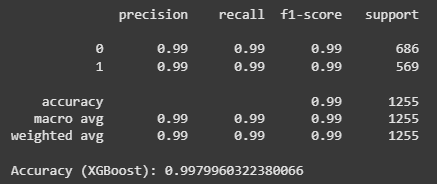 precision recall f1-score support
0 0.99 0.99 0.99 686
1 0.99 0.99 0.99 569
accuracy 0.99 1255
macro avg 0.99 0.99 0.99 1255
weighted avg 0.99 0.99 0.99 1255
Accuracy (XGBoost): 0.9979960322380066